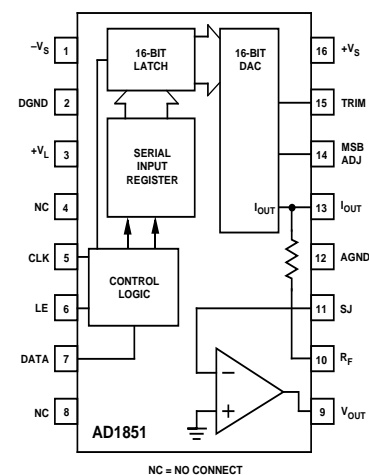 –VS 1
DGND 2
+VL 3
NC 4
CLK 5
LE 6
DATA 7
NC 8
16-BIT
LATCH
16-BIT
DAC
SERIAL
INPUT
REGISTER
CONTROL
LOGIC
IOUT
–
+
AD1851
16 +VS
15 TRIM
14 MSB
ADJ
13 IOUT
12 AGND
11 SJ
10 RF
9 VOUT
NC = NO CONNECT